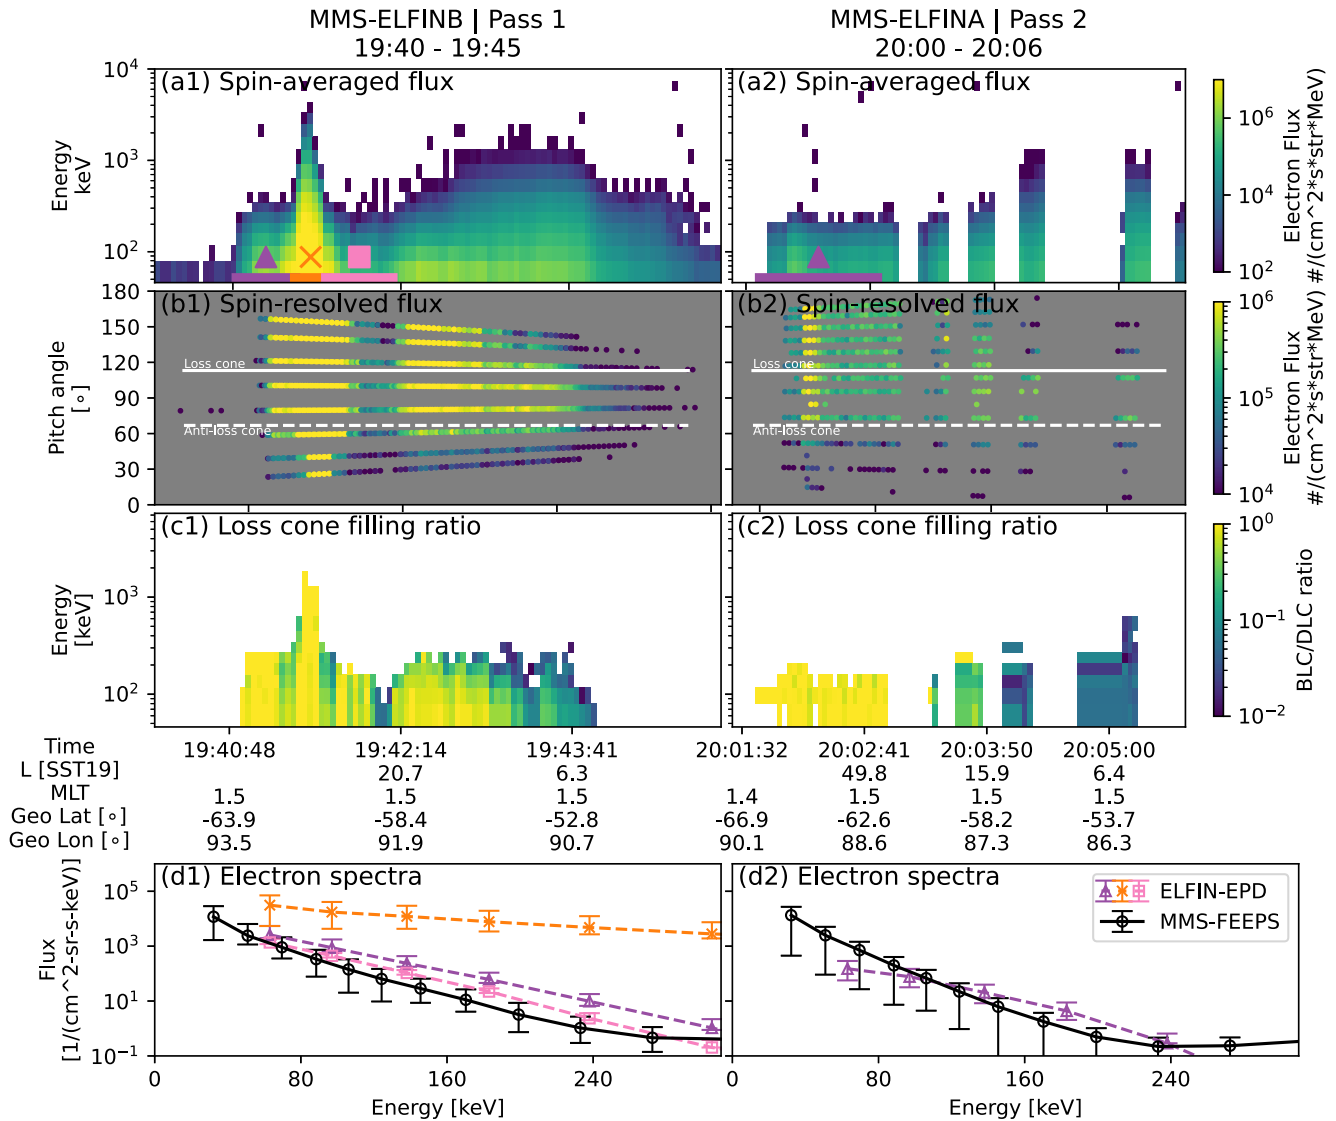 MMS-ELFINB | Pass 1
19:40 - 19:45
MMS-ELFINA | Pass 2
20:00 - 20:06
(a1) Spin-averaged flux
(a2) Spin-averaged flux
10^4
10^3
10^2
Energy
keV
10^6
10^4
10^2
Electron Flux
#/(cm^2*s*str*MeV)
(b1) Spin-resolved flux
(b2) Spin-resolved flux
180
150
120
90
60
30
0
Pitch angle
[∘]
Loss cone
Anti-loss cone
Loss cone
Anti-loss cone
10^6
10^5
10^4
Electron Flux
#/(cm^2*s*str*MeV)
(c1) Loss cone filling ratio
(c2) Loss cone filling ratio
10^3
10^2
Energy
[keV]
10^0
10^-1
10^-2
BLC/DLC ratio
Time 19:40:48 19:42:14 19:43:41 20:01:32 20:02:41 20:03:50 20:05:00
L [SST19] 20.7 6.3 49.8 15.9 6.4
MLT 1.5 1.5 1.5 1.4 1.5 1.5 1.5
Geo Lat [∘] -63.9 -58.4 -52.8 -66.9 -62.6 -58.2 -53.7
Geo Lon [∘] 93.5 91.9 90.7 90.1 88.6 87.3 86.3
(d1) Electron spectra
(d2) Electron spectra
10^5
10^3
10^1
10^-1
Flux
[1/(cm^2-sr-s-keV)]
ELFIN-EPD
MMS-FEEPS
0 80 160 240
0 80 160 240
Energy [keV]
Energy [keV]